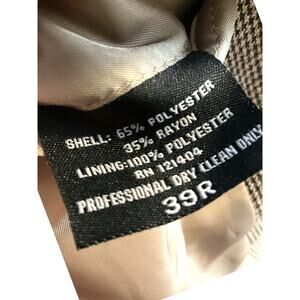 SHELL: 65% POLYESTER
35% RAYON
LINING:100% POLYESTER
RN 121404
PROFESSIONAL DRY CLEAN ONLY
39R